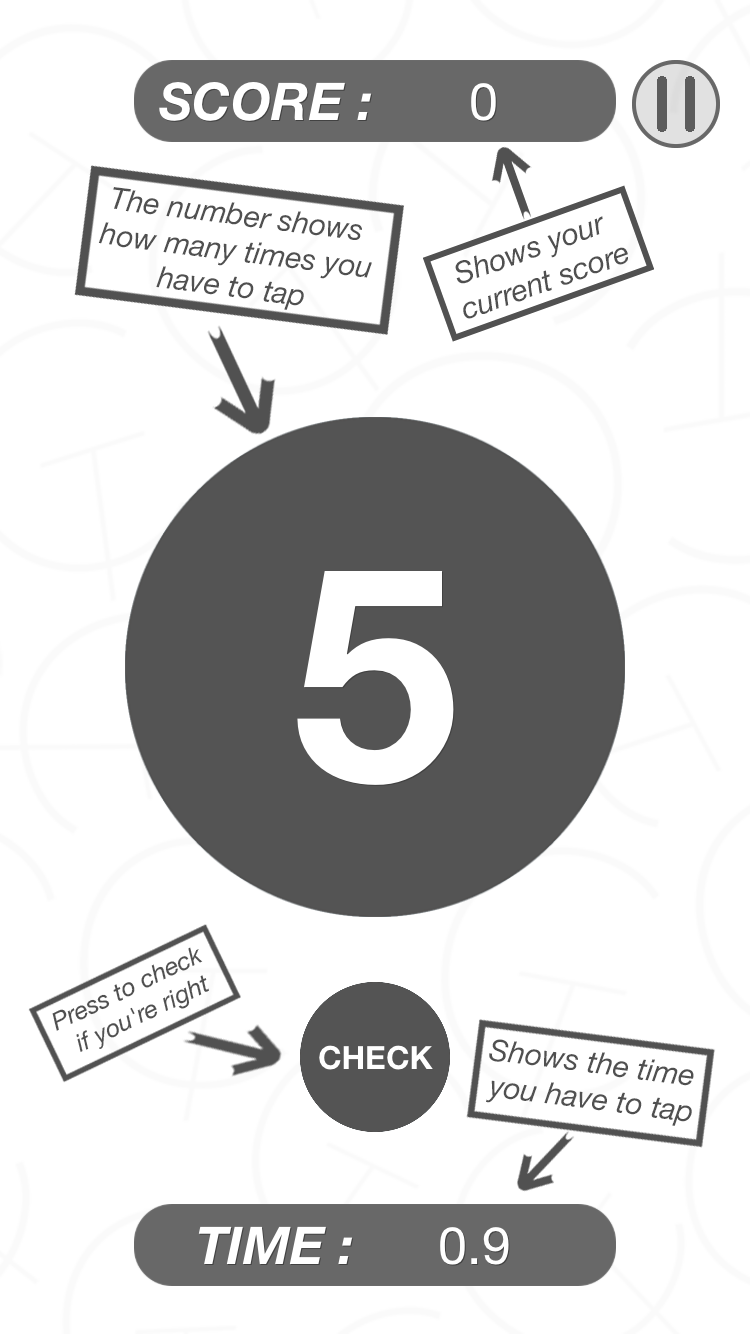 SCORE : 0
The number shows
how many times you
have to tap
Shows your
current score
5
Press to check
if you're right
CHECK
Shows the time
you have to tap
TIME : 0.9